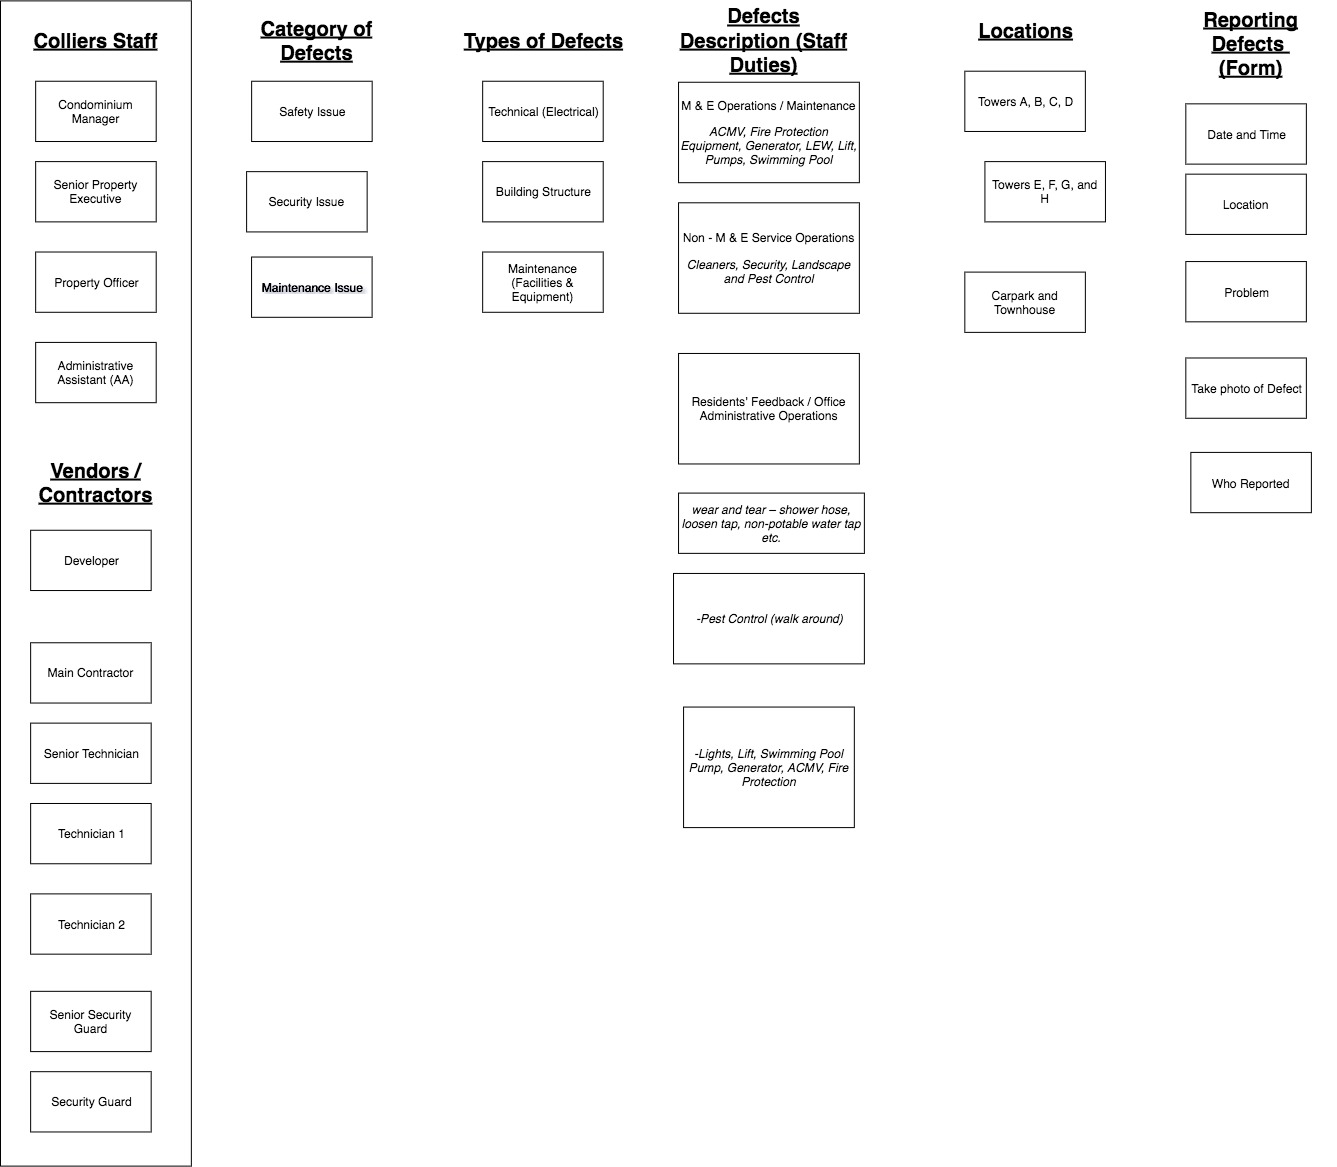 Colliers Staff
Condominium
Manager
Senior Property
Executive
Property Officer
Administrative
Assistant (AA)
Vendors /
Contractors
Developer
Main Contractor
Senior Technician
Technician 1
Technician 2
Senior Security
Guard
Security Guard
Category of
Defects
Safety Issue
Security Issue
Maintenance Issue
Types of Defects
Technical (Electrical)
Building Structure
Maintenance
(Facilities &
Equipment)
Defects
Description (Staff
Duties)
M & E Operations / Maintenance
ACMV, Fire Protection
Equipment, Generator, LEW, Lift,
Pumps, Swimming Pool
Non - M & E Service Operations
Cleaners, Security, Landscape
and Pest Control
Residents' Feedback / Office
Administrative Operations
wear and tear – shower hose,
loosen tap, non-potable water tap
etc.
-Pest Control (walk around)
-Lights, Lift, Swimming Pool
Pump, Generator, ACMV, Fire
Protection
Locations
Towers A, B, C, D
Towers E, F, G, and
H
Carpark and
Townhouse
Reporting
Defects
(Form)
Date and Time
Location
Problem
Take photo of Defect
Who Reported